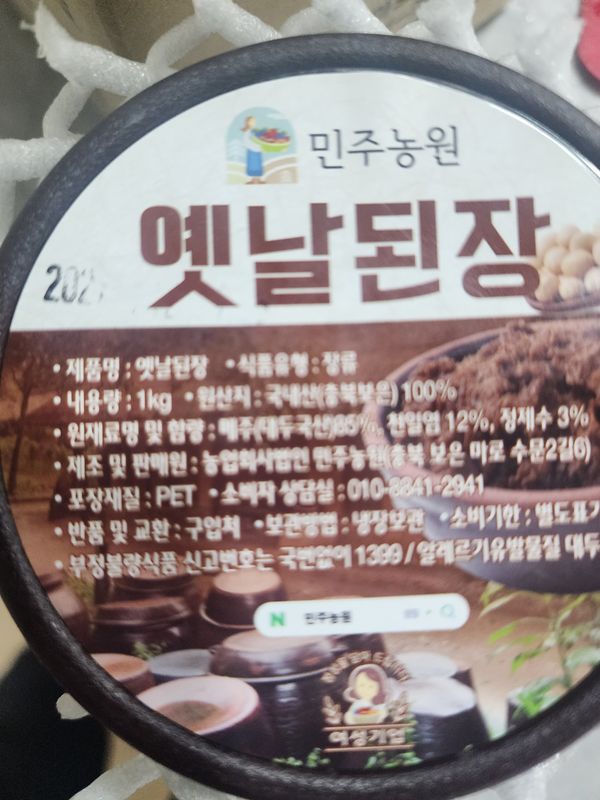 민주농원
옛날된장
202
• 제품명 : 옛날된장 • 식품유형 : 장류
• 내용량 : 1kg • 원산지 : 국내산(충북보은) 100%
• 원재료명 및 함량 : 메주(대두국산)85%, 천일염 12%, 정제수 3%
• 제조 및 판매원 : 농업회사법인 민주농원(충북 보은 마로 수문2길6)
• 포장재질 : PET • 소비자 상담실 : 010-8841-2941
• 반품 및 교환 : 구입처 • 보관방법 : 냉장보관 • 소비기한 : 별도표기
• 부정불량식품 신고번호는 국번없이 1399 / 알레르기유발물질 대두
N 민주농원
여성기업